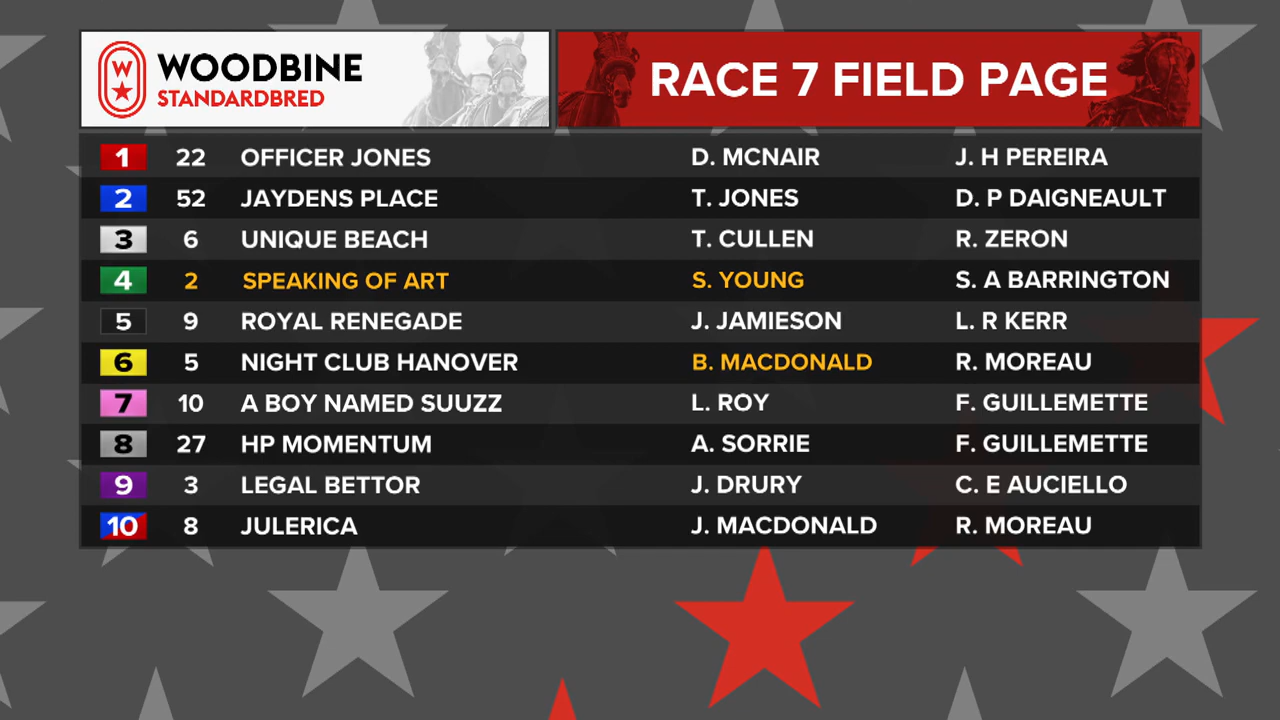 W
WOODBINE
STANDARDBRED
RACE 7 FIELD PAGE
1 22 OFFICER JONES D. MCNAIR J. H PEREIRA
2 52 JAYDENS PLACE T. JONES D. P DAIGNEAULT
3 6 UNIQUE BEACH T. CULLEN R. ZERON
4 2 SPEAKING OF ART S. YOUNG S. A BARRINGTON
5 9 ROYAL RENEGADE J. JAMIESON L. R KERR
6 5 NIGHT CLUB HANOVER B. MACDONALD R. MOREAU
7 10 A BOY NAMED SUUZZ L. ROY F. GUILLEMETTE
8 27 HP MOMENTUM A. SORRIE F. GUILLEMETTE
9 3 LEGAL BETTOR J. DRURY C. E AUCIELLO
10 8 JULERICA J. MACDONALD R. MOREAU